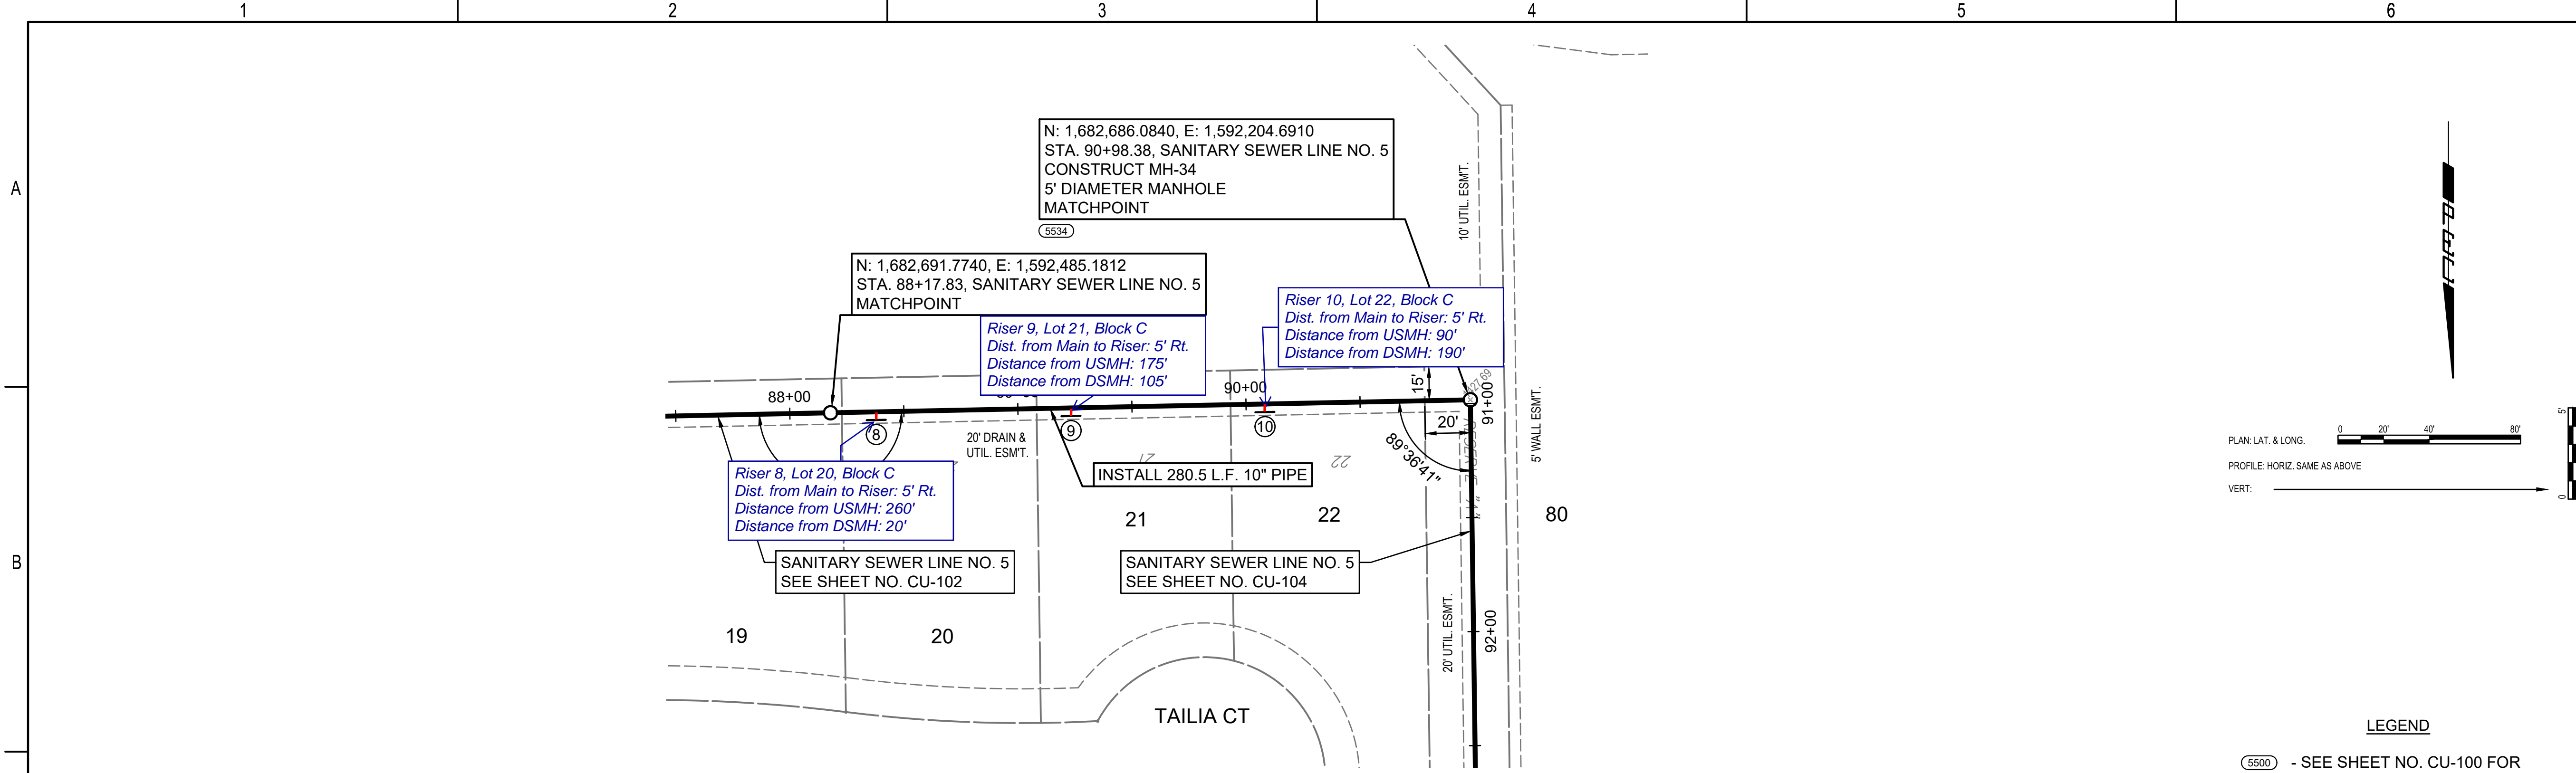 1
2
3
4
5
6
A
B
N: 1,682,686.0840, E: 1,592,204.6910
STA. 90+98.38, SANITARY SEWER LINE NO. 5
CONSTRUCT MH-34
5' DIAMETER MANHOLE
MATCHPOINT
5534
N: 1,682,691.7740, E: 1,592,485.1812
STA. 88+17.83, SANITARY SEWER LINE NO. 5
MATCHPOINT
Riser 9, Lot 21, Block C
Dist. from Main to Riser: 5' Rt.
Distance from USMH: 175'
Distance from DSMH: 105'
Riser 10, Lot 22, Block C
Dist. from Main to Riser: 5' Rt.
Distance from USMH: 90'
Distance from DSMH: 190'
10' UTIL. ESM'T.
88+00
90+00
15'
91+00
8
9
10
20'
20' DRAIN &
UTIL. ESM'T.
21
22
89°36'41"
5' WALL ESM'T.
INSTALL 280.5 L.F. 10" PIPE
Riser 8, Lot 20, Block C
Dist. from Main to Riser: 5' Rt.
Distance from USMH: 260'
Distance from DSMH: 20'
21
22
80
SANITARY SEWER LINE NO. 5
SEE SHEET NO. CU-102
SANITARY SEWER LINE NO. 5
SEE SHEET NO. CU-104
19
20
20' UTIL. ESM'T.
92+00
TAILIA CT
PLAN: LAT. & LONG.
0 20' 40' 80'
PROFILE: HORIZ. SAME AS ABOVE
VERT:
5'
0
LEGEND
5500 - SEE SHEET NO. CU-100 FOR